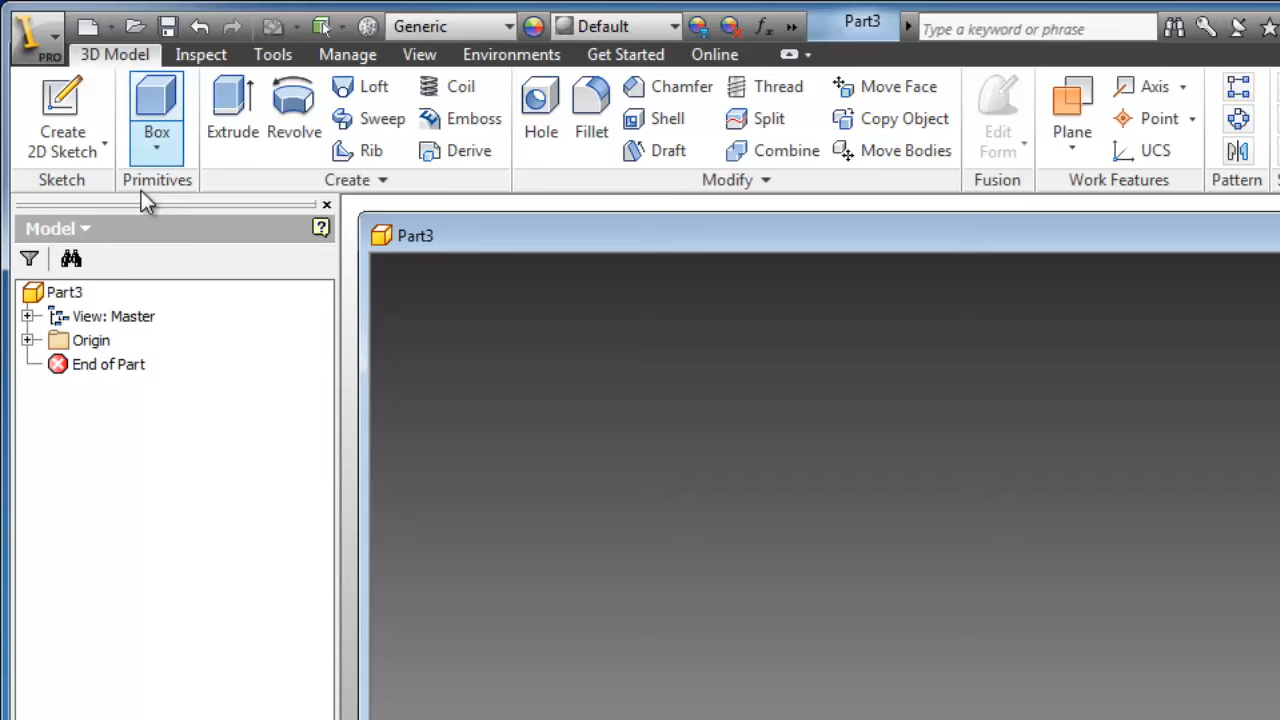 PRO
Generic
Default
fx
Part3
Type a keyword or phrase
3D Model
Inspect
Tools
Manage
View
Environments
Get Started
Online
Create
2D Sketch
Box
Extrude
Revolve
Loft
Sweep
Rib
Coil
Emboss
Derive
Hole
Fillet
Chamfer
Shell
Draft
Thread
Split
Combine
Move Face
Copy Object
Move Bodies
Edit
Form
Plane
Axis
Point
UCS
Sketch
Primitives
Create
Modify
Fusion
Work Features
Pattern
Model
Part3
View: Master
Origin
End of Part
Part3